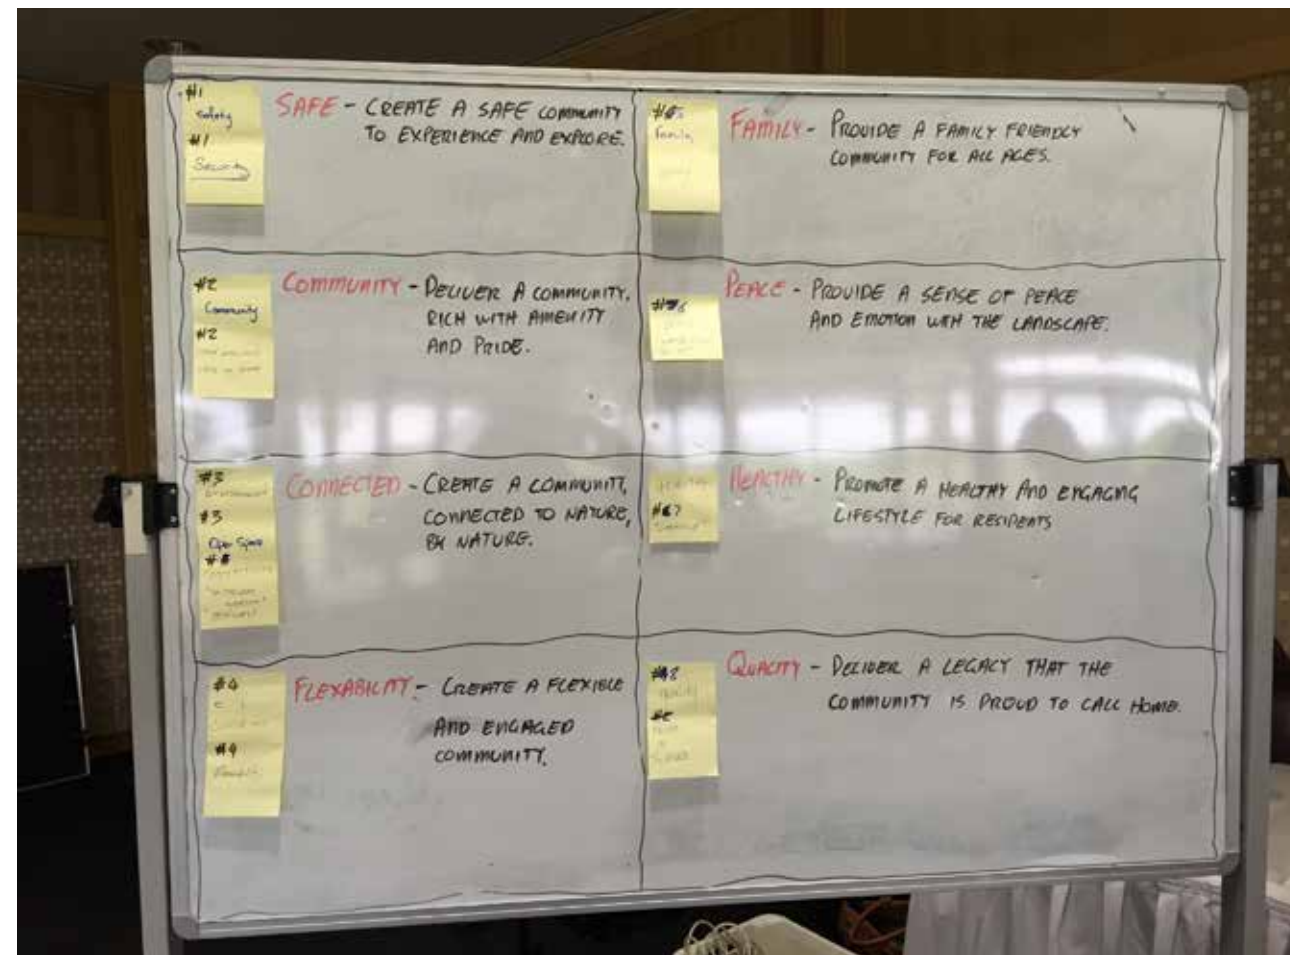 #1
Safety
#1
Security
SAFE - CREATE A SAFE COMMUNITY
TO EXPERIENCE AND EXPLORE.
#2
Community
#2
COMMUNITY - DELIVER A COMMUNITY,
RICH WITH AMENITY
AND PRIDE.
#3
#3
Open Space
CONNECTED - CREATE A COMMUNITY,
CONNECTED TO NATURE,
BY NATURE.
#4
#4
FLEXABILITY - CREATE A FLEXIBLE
AND ENGAGED
COMMUNITY.
Family
FAMILY - PROVIDE A FAMILY FRIENDLY
COMMUNITY FOR ALL AGES.
PEACE - PROVIDE A SENSE OF PEACE
AND EMOTION WITH THE LANDSCAPE.
HEALTHY - PROMOTE A HEALTHY AND ENGAGING
LIFESTYLE FOR RESIDENTS
QUALITY - DELIVER A LEGACY THAT THE
COMMUNITY IS PROUD TO CALL HOME.